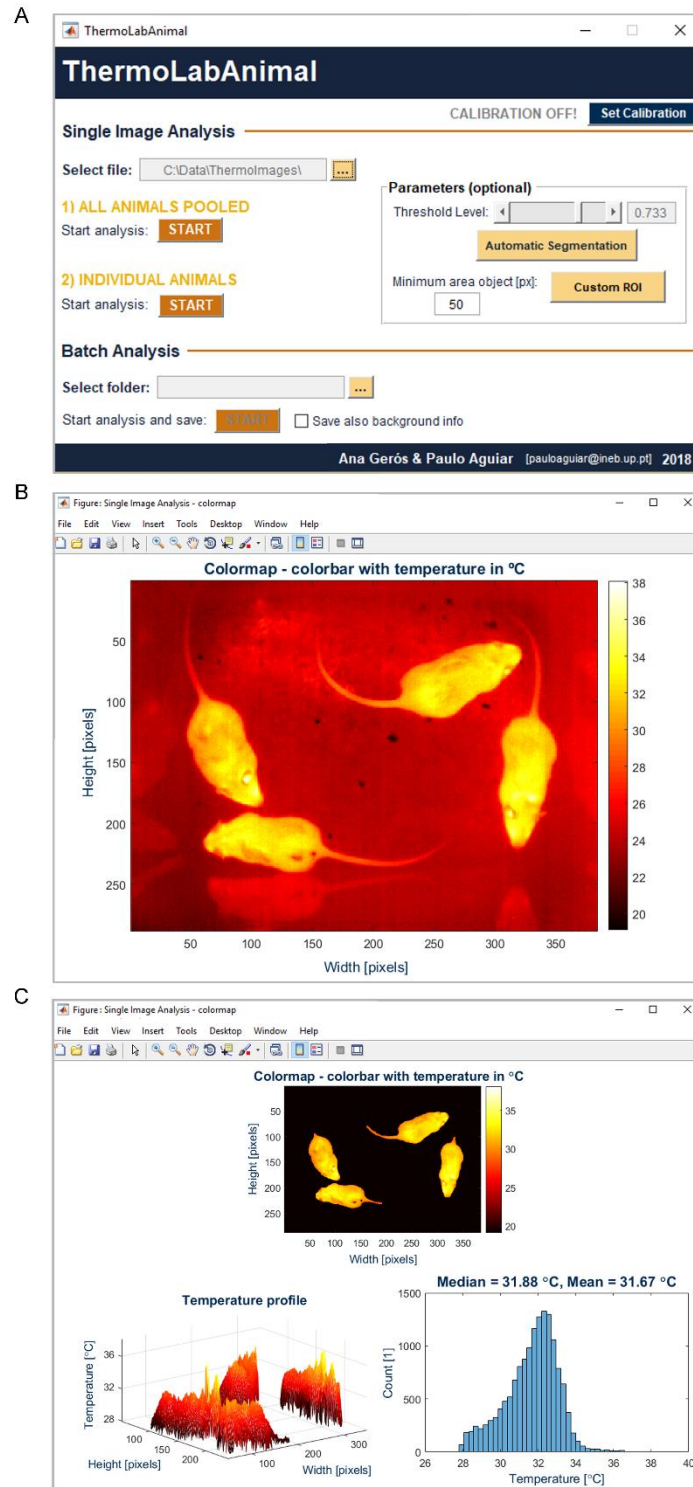 A
ThermoLabAnimal
ThermoLabAnimal
CALIBRATION OFF! Set Calibration
Single Image Analysis
Select file: C:\Data\ThermoImages\ ...
Parameters (optional)
Threshold Level: 0.733
1) ALL ANIMALS POOLED
Start analysis: START
Automatic Segmentation
2) INDIVIDUAL ANIMALS
Minimum area object [px]:
50
Custom ROI
Start analysis: START
Batch Analysis
Select folder: ...
Start analysis and save: START Save also background info
Ana Gerós & Paulo Aguiar [pauloaguiar@ineb.up.pt] 2018
B
Figure: Single Image Analysis - colormap
File Edit View Insert Tools Desktop Window Help
Colormap - colorbar with temperature in ºC
Height [pixels]
50
100
150
200
250
50 100 150 200 250 300 350
Width [pixels]
38
36
34
32
30
28
26
24
22
20
C
Figure: Single Image Analysis - colormap
File Edit View Insert Tools Desktop Window Help
Colormap - colorbar with temperature in °C
Height [pixels]
50
100
150
200
250
50 100 150 200 250 300 350
Width [pixels]
35
30
25
20
Temperature profile
Temperature [°C]
36
32
28
100
150
200
Height [pixels]
100
200
300
Width [pixels]
Median = 31.88 °C, Mean = 31.67 °C
Count [1]
1500
1000
500
0
26 28 30 32 34 36 38 40
Temperature [°C]